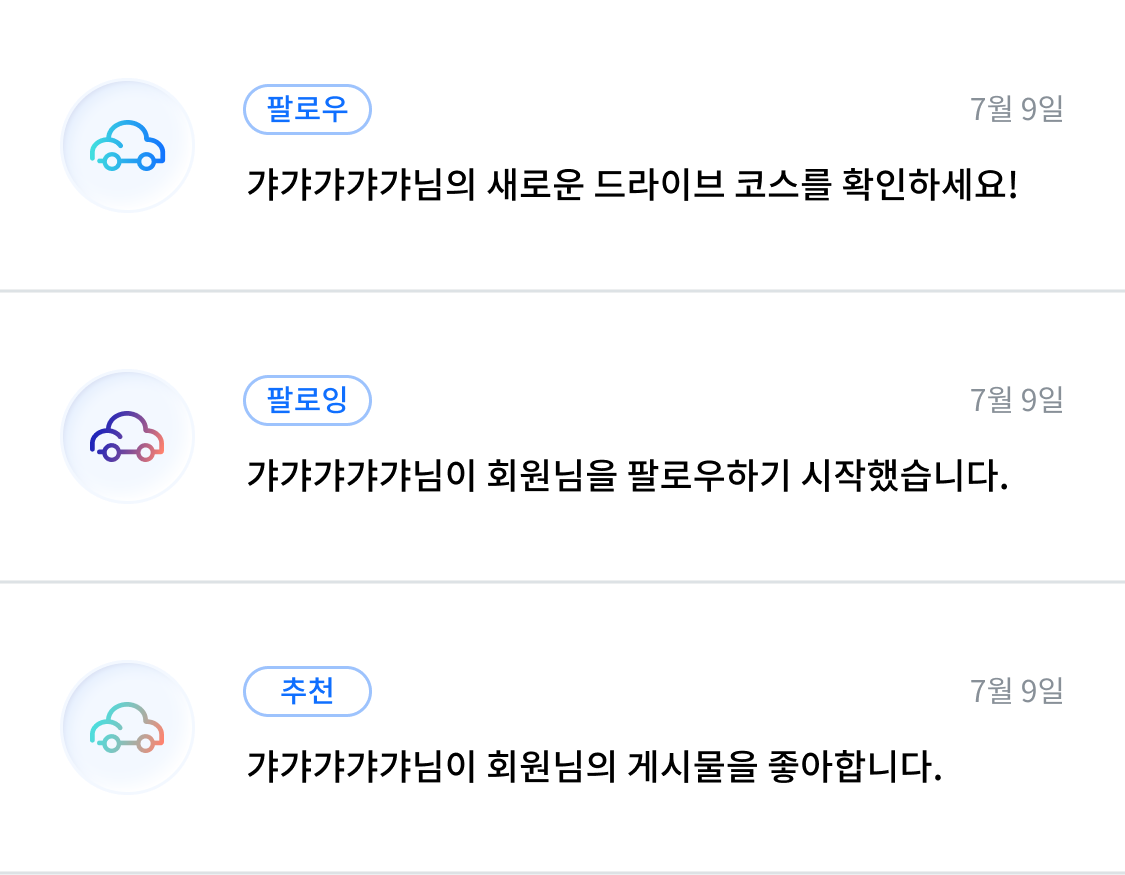 팔로우
7월 9일
갸갸갸갸갸님의 새로운 드라이브 코스를 확인하세요!
팔로잉
7월 9일
갸갸갸갸갸님이 회원님을 팔로우하기 시작했습니다.
추천
7월 9일
갸갸갸갸갸님이 회원님의 게시물을 좋아합니다.